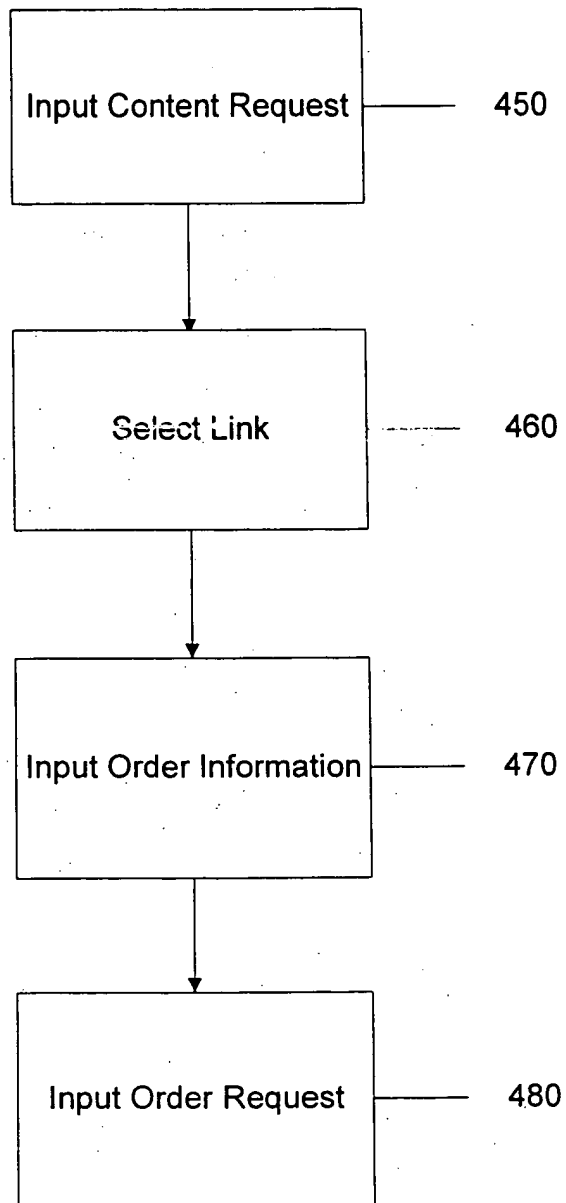 Input Content Request 450
Select Link 460
Input Order Information 470
Input Order Request 480